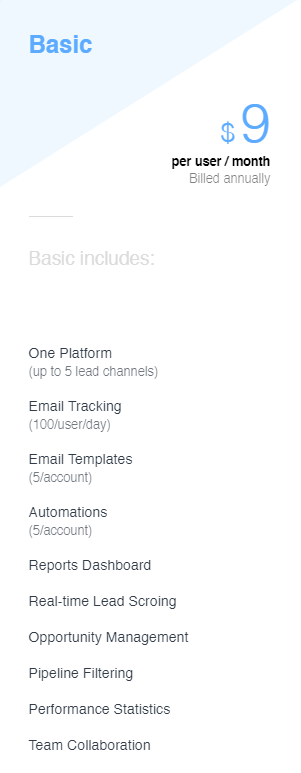 Basic
$ 9
per user / month
Billed annually
Basic includes:
One Platform
(up to 5 lead channels)
Email Tracking
(100/user/day)
Email Templates
(5/account)
Automations
(5/account)
Reports Dashboard
Real-time Lead Scroing
Opportunity Management
Pipeline Filtering
Performance Statistics
Team Collaboration